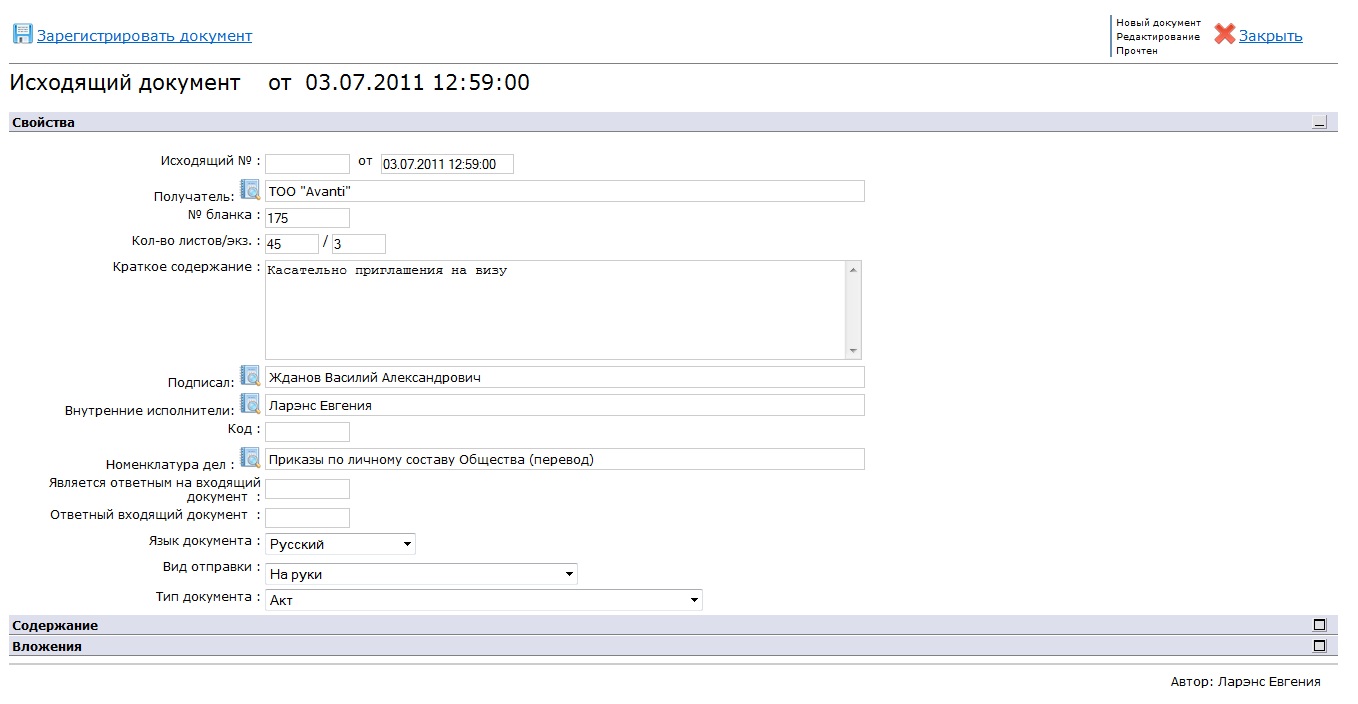 Зарегистрировать документ
Новый документ
Редактирование
Прочтен
Закрыть
Исходящий документ от 03.07.2011 12:59:00
Свойства
Исходящий № : от 03.07.2011 12:59:00
Получатель: ТОО "Avanti"
№ бланка : 175
Кол-во листов/экз. : 45 / 3
Краткое содержание : Касательно приглашения на визу
Подписал: Жданов Василий Александрович
Внутренние исполнители: Ларэнс Евгения
Код :
Номенклатура дел : Приказы по личному составу Общества (перевод)
Является ответным на входящий
документ :
Ответный входящий документ :
Язык документа : Русский
Вид отправки : На руки
Тип документа : Акт
Содержание
Вложения
Автор: Ларэнс Евгения